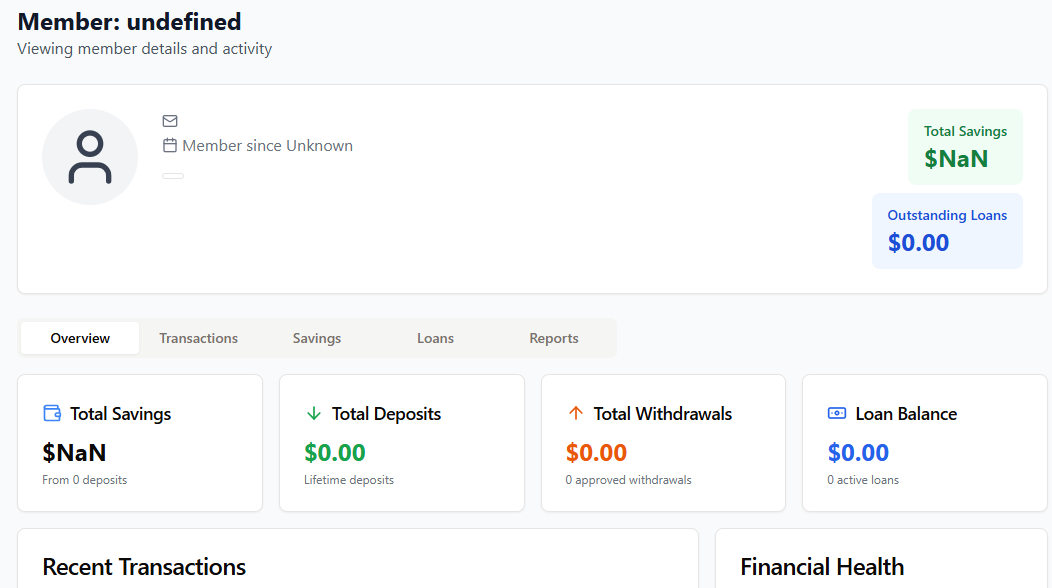 Member: undefined
Viewing member details and activity
Member since Unknown
Total Savings
$NaN
Outstanding Loans
$0.00
Overview
Transactions
Savings
Loans
Reports
Total Savings
$NaN
From 0 deposits
Total Deposits
$0.00
Lifetime deposits
Total Withdrawals
$0.00
0 approved withdrawals
Loan Balance
$0.00
0 active loans
Recent Transactions
Financial Health